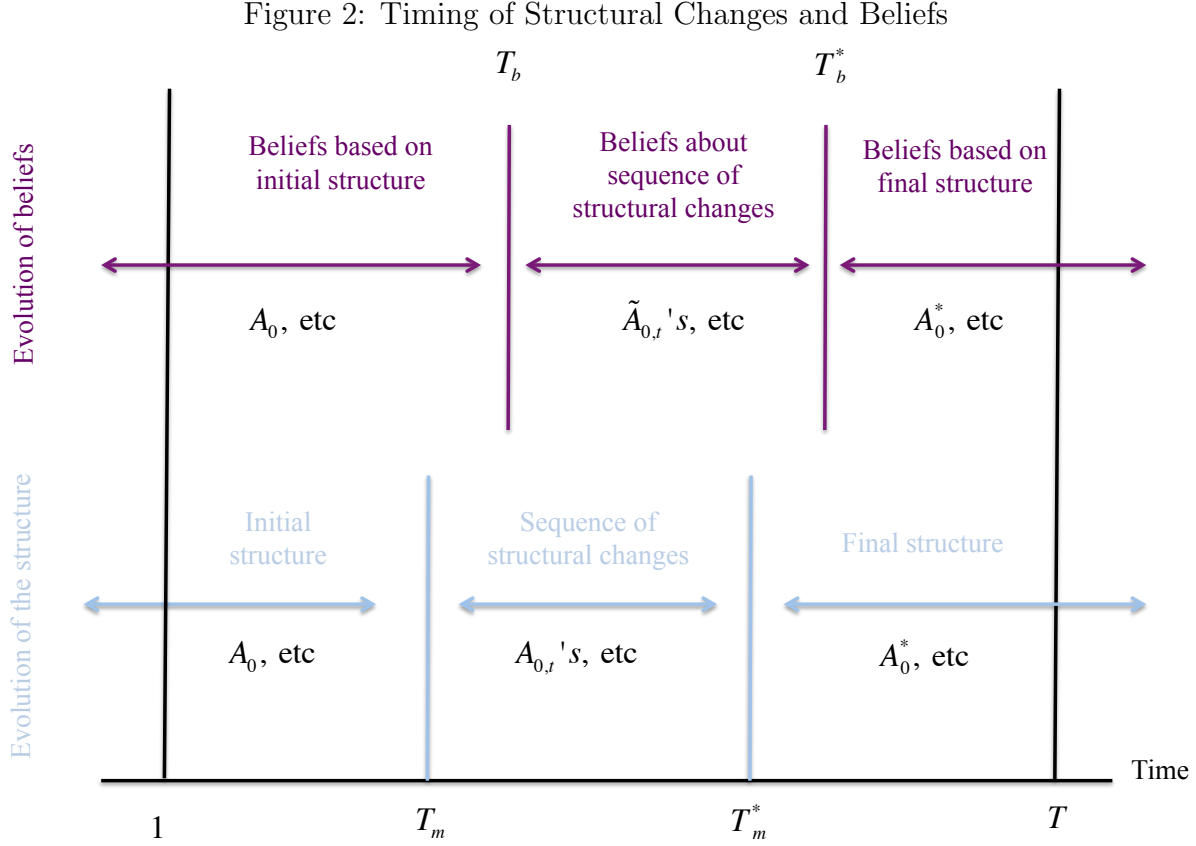 Figure 2: Timing of Structural Changes and Beliefs
T_b
T_b^*
Evolution of beliefs
Beliefs based on
initial structure
Beliefs about
sequence of
structural changes
Beliefs based on
final structure
A_0, etc
Ã_{0,t}'s, etc
A_0^*, etc
Evolution of the structure
Initial
structure
Sequence of
structural changes
Final structure
A_0, etc
A_{0,t}'s, etc
A_0^*, etc
Time
1
T_m
T_m^*
T